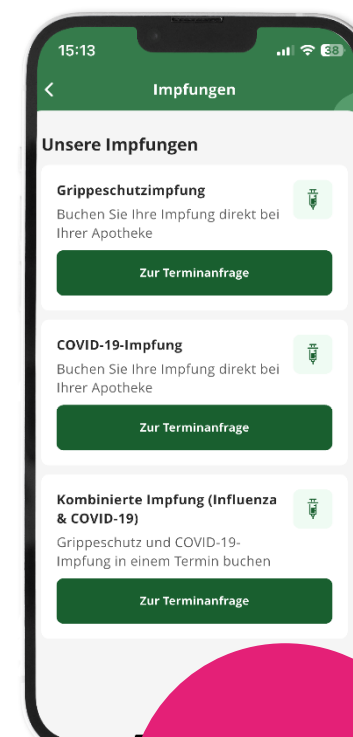 15:13
38
Impfungen
Unsere Impfungen
Grippeschutzimpfung
Buchen Sie Ihre Impfung direkt bei
Ihrer Apotheke
Zur Terminanfrage
COVID-19-Impfung
Buchen Sie Ihre Impfung direkt bei
Ihrer Apotheke
Zur Terminanfrage
Kombinierte Impfung (Influenza
& COVID-19)
Grippeschutz und COVID-19-
Impfung in einem Termin buchen
Zur Terminanfrage